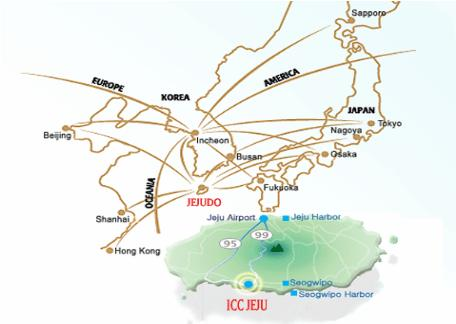 Sapporo
EUROPE
AMERICA
KOREA
JAPAN
Tokyo
Beijing
Incheon
Nagoya
Osaka
Busan
OCEANIA
Fukuoka
JEJUDO
Shanhai
Jeju Airport
Jeju Harbor
Hong Kong
95
99
Seogwipo
Seogwipo Harbor
ICC JEJU